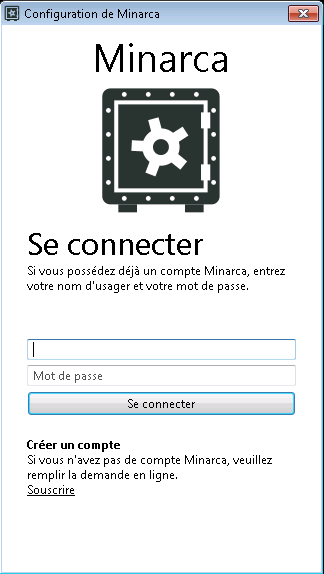 Configuration de Minarca
Minarca
Se connecter
Si vous possédez déjà un compte Minarca, entrez
votre nom d'usager et votre mot de passe.
Mot de passe
Se connecter
Créer un compte
Si vous n'avez pas de compte Minarca, veuillez
remplir la demande en ligne.
Souscrire